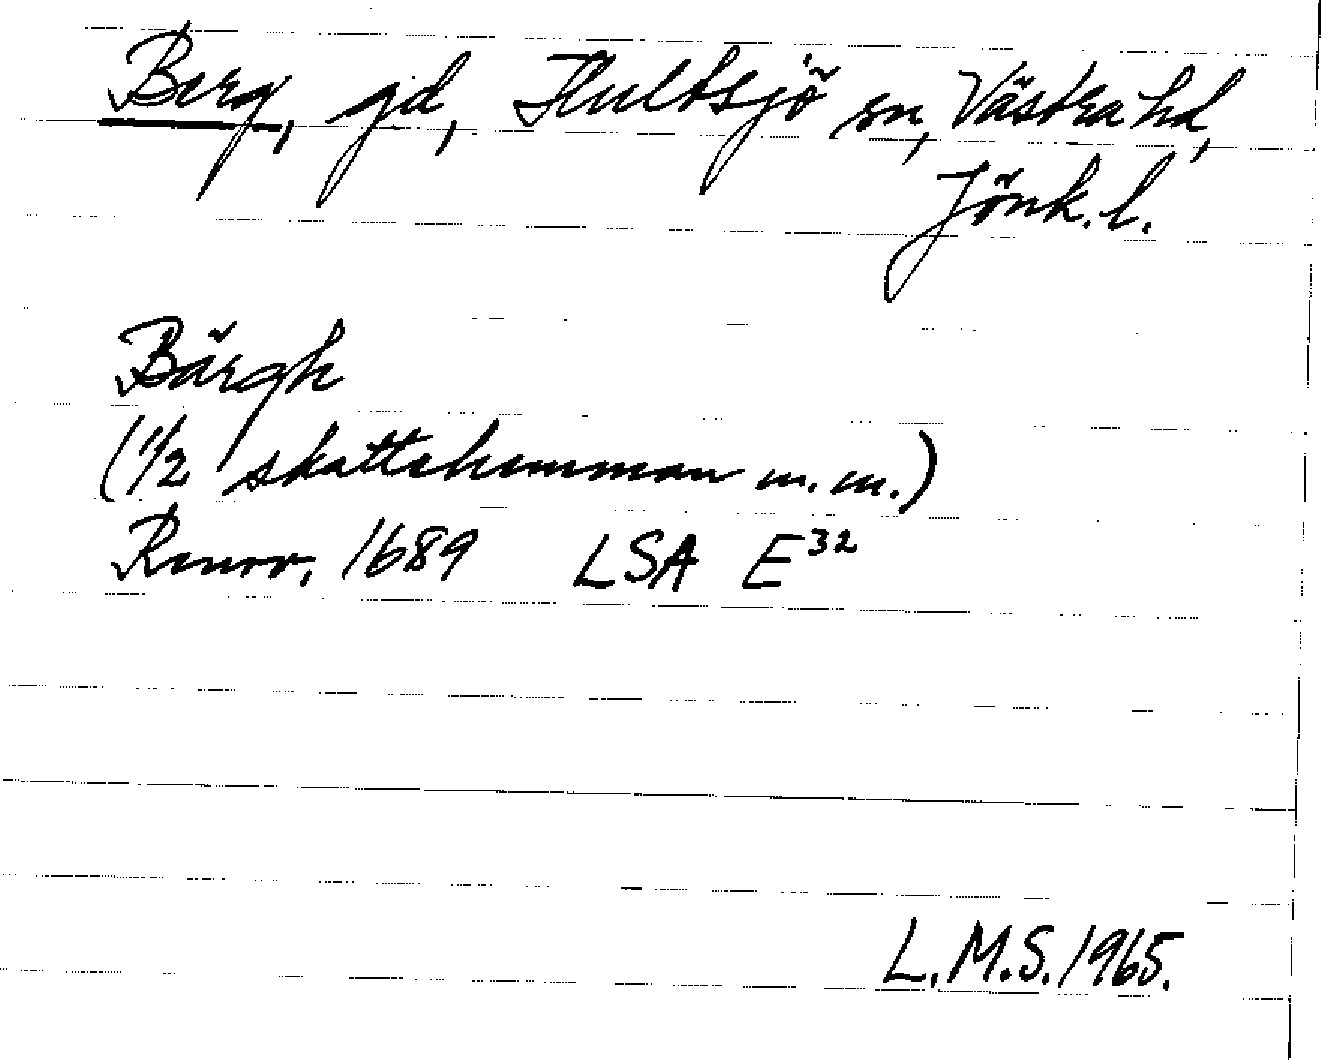 Berg, gd, Hultsjö sn, Västra hd,
Jönk. l.
Bärgh
(1/2 skattehemman m.m.)
Renov. 1689 LSA E32
L.M.S. 1965.